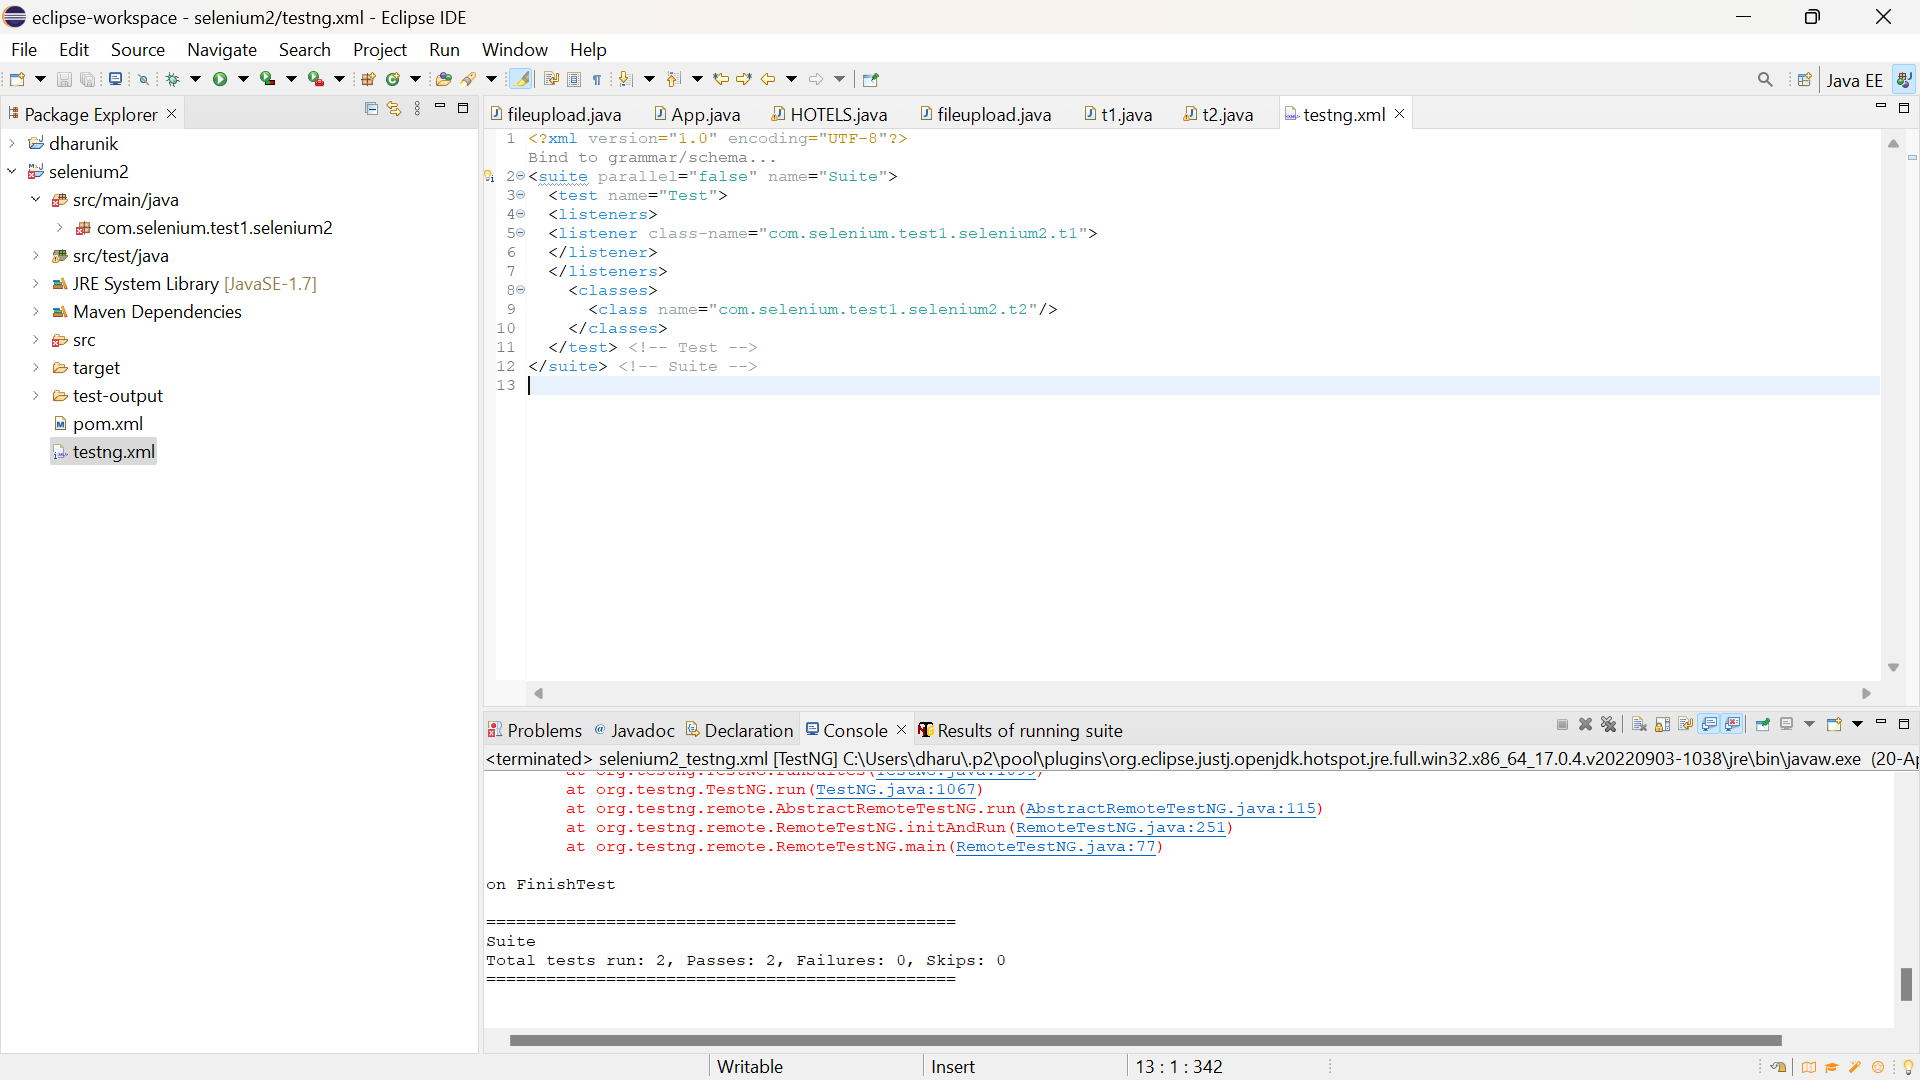 eclipse-workspace - selenium2/testng.xml - Eclipse IDE
File Edit Source Navigate Search Project Run Window Help
Java EE
Package Explorer
fileupload.java App.java HOTELS.java fileupload.java t1.java t2.java testng.xml
dharunik
selenium2
src/main/java
com.selenium.test1.selenium2
src/test/java
JRE System Library [JavaSE-1.7]
Maven Dependencies
src
target
test-output
pom.xml
testng.xml
1 <?xml version="1.0" encoding="UTF-8"?>
Bind to grammar/schema...
2 <suite parallel="false" name="Suite">
3 <test name="Test">
4 <listeners>
5 <listener class-name="com.selenium.test1.selenium2.t1">
6 </listener>
7 </listeners>
8 <classes>
9 <class name="com.selenium.test1.selenium2.t2"/>
10 </classes>
11 </test> <!-- Test -->
12 </suite> <!-- Suite -->
13
Problems Javadoc Declaration Console Results of running suite
<terminated> selenium2_testng.xml [TestNG] C:\Users\dharu\.p2\pool\plugins\org.eclipse.justj.openjdk.hotspot.jre.full.win32.x86_64_17.0.4.v20220903-1038\jre\bin\javaw.exe (20-Ap
at org.testng.TestNG.runSuites(TestNG.java:1099)
at org.testng.TestNG.run(TestNG.java:1067)
at org.testng.remote.AbstractRemoteTestNG.run(AbstractRemoteTestNG.java:115)
at org.testng.remote.RemoteTestNG.initAndRun(RemoteTestNG.java:251)
at org.testng.remote.RemoteTestNG.main(RemoteTestNG.java:77)
on FinishTest
===============================================
Suite
Total tests run: 2, Passes: 2, Failures: 0, Skips: 0
===============================================
Writable Insert 13 : 1 : 342